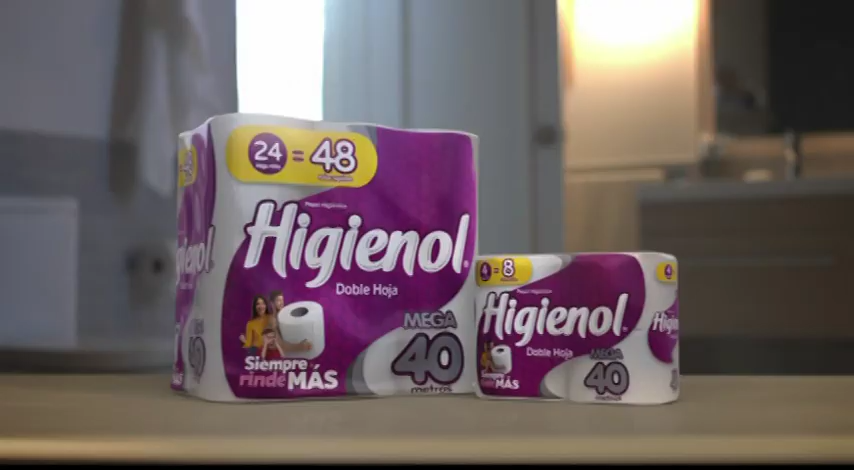 24 = 48
Higienol
Doble Hoja
MEGA
40
metros
Siempre
rinde MÁS
4 = 8
Higienol
Doble Hoja
MEGA
40
Siempre
MÁS